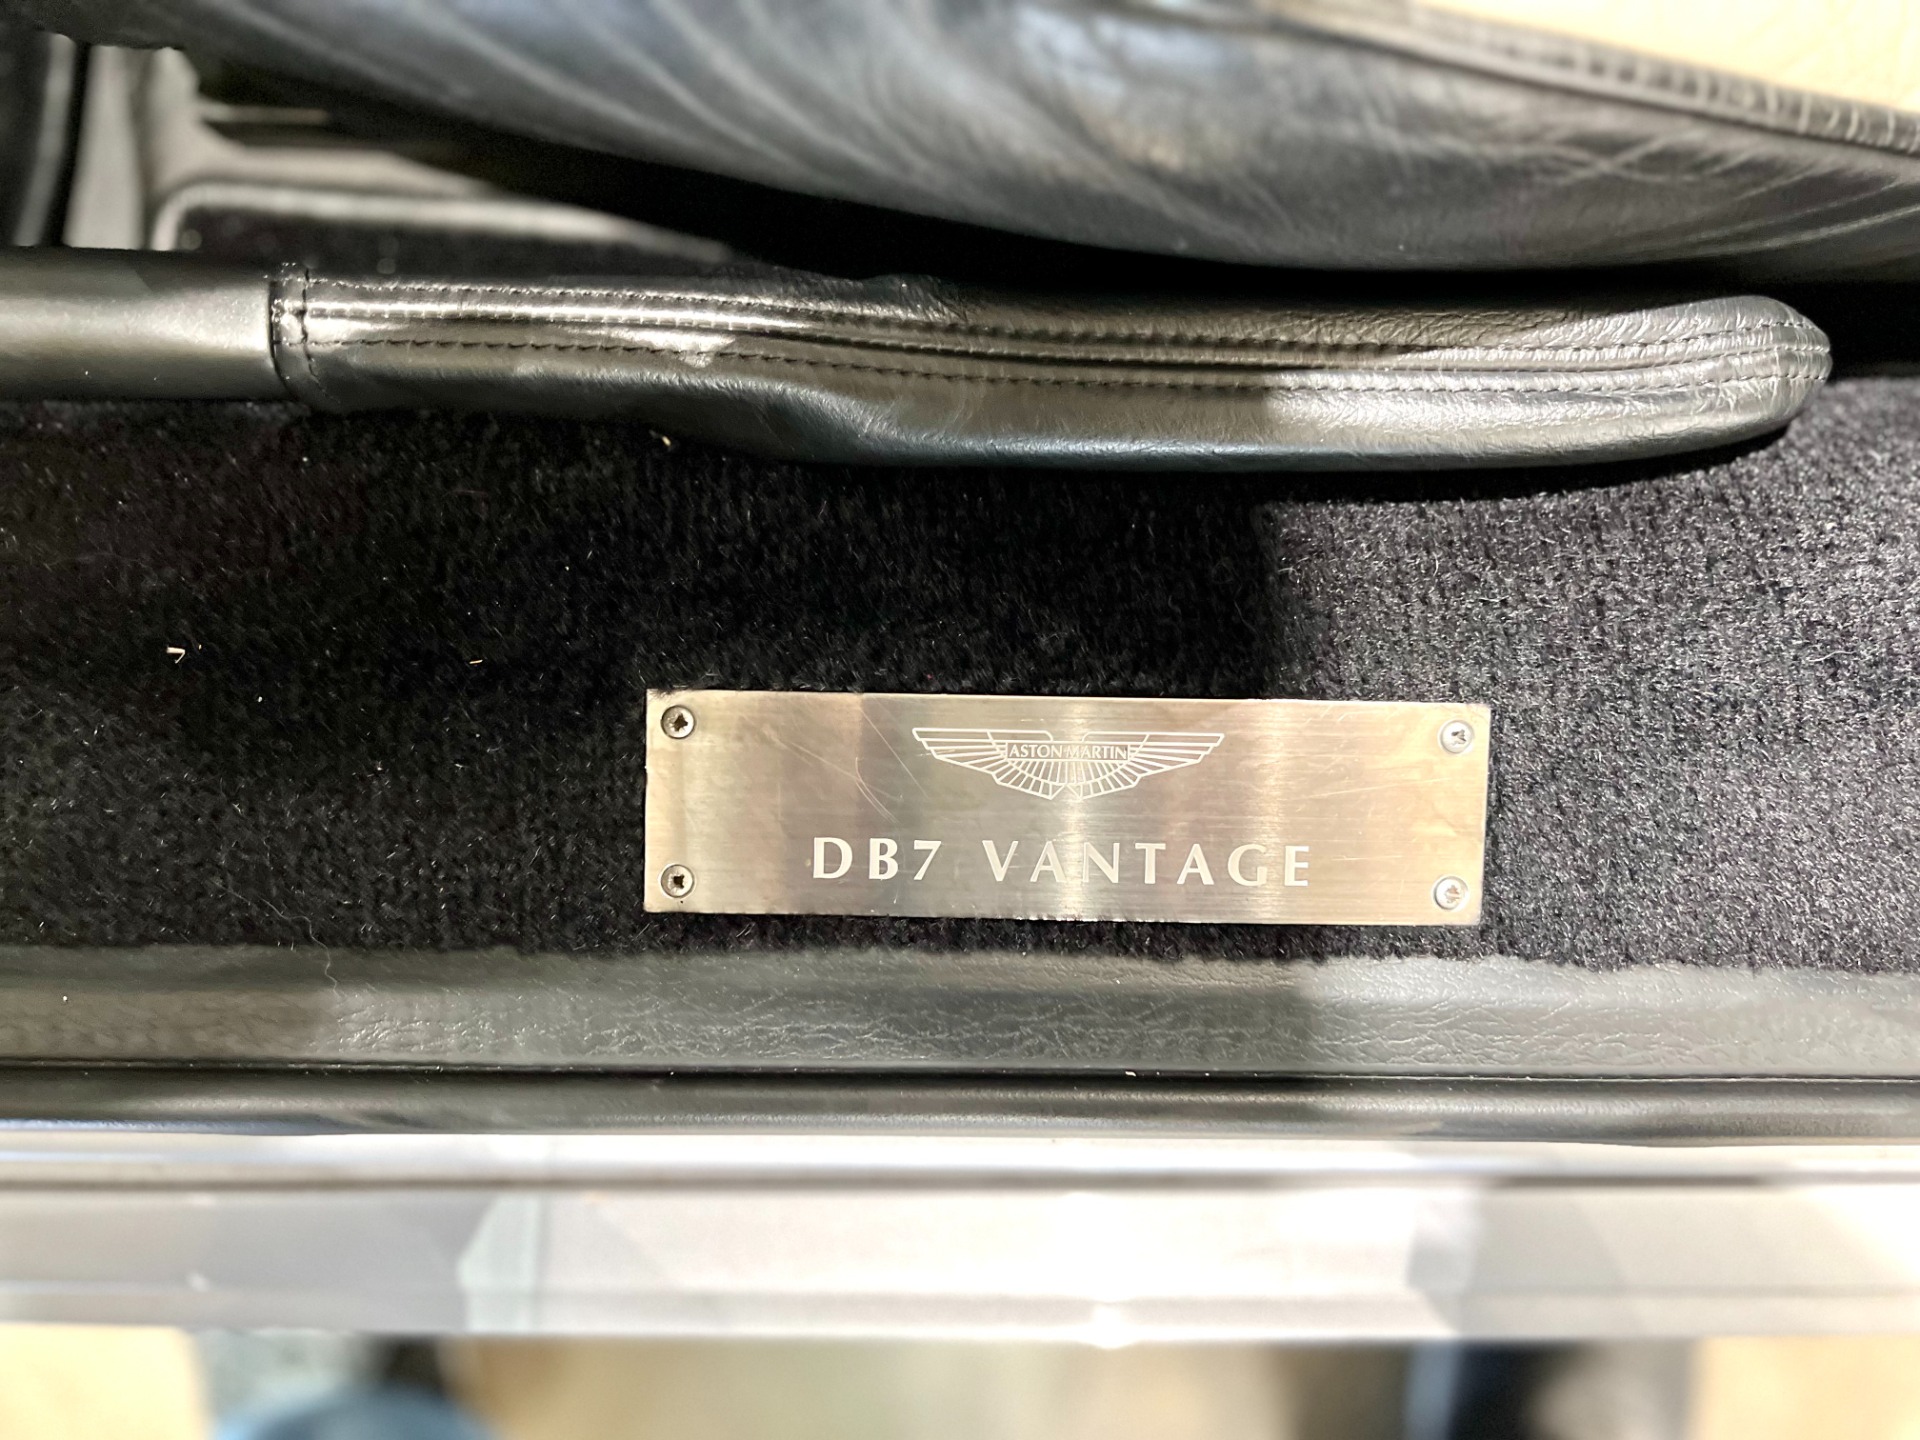 ASTON MARTIN
DB7 VANTAGE